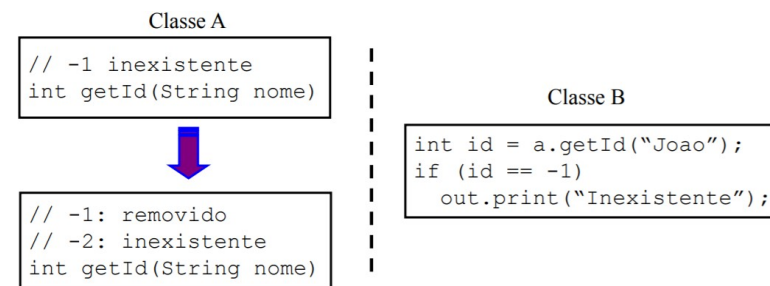 Classe A
// -1 inexistente
int getId(String nome)
// -1: removido
// -2: inexistente
int getId(String nome)
Classe B
int id = a.getId(“Joao”);
if (id == -1)
out.print(“Inexistente”);